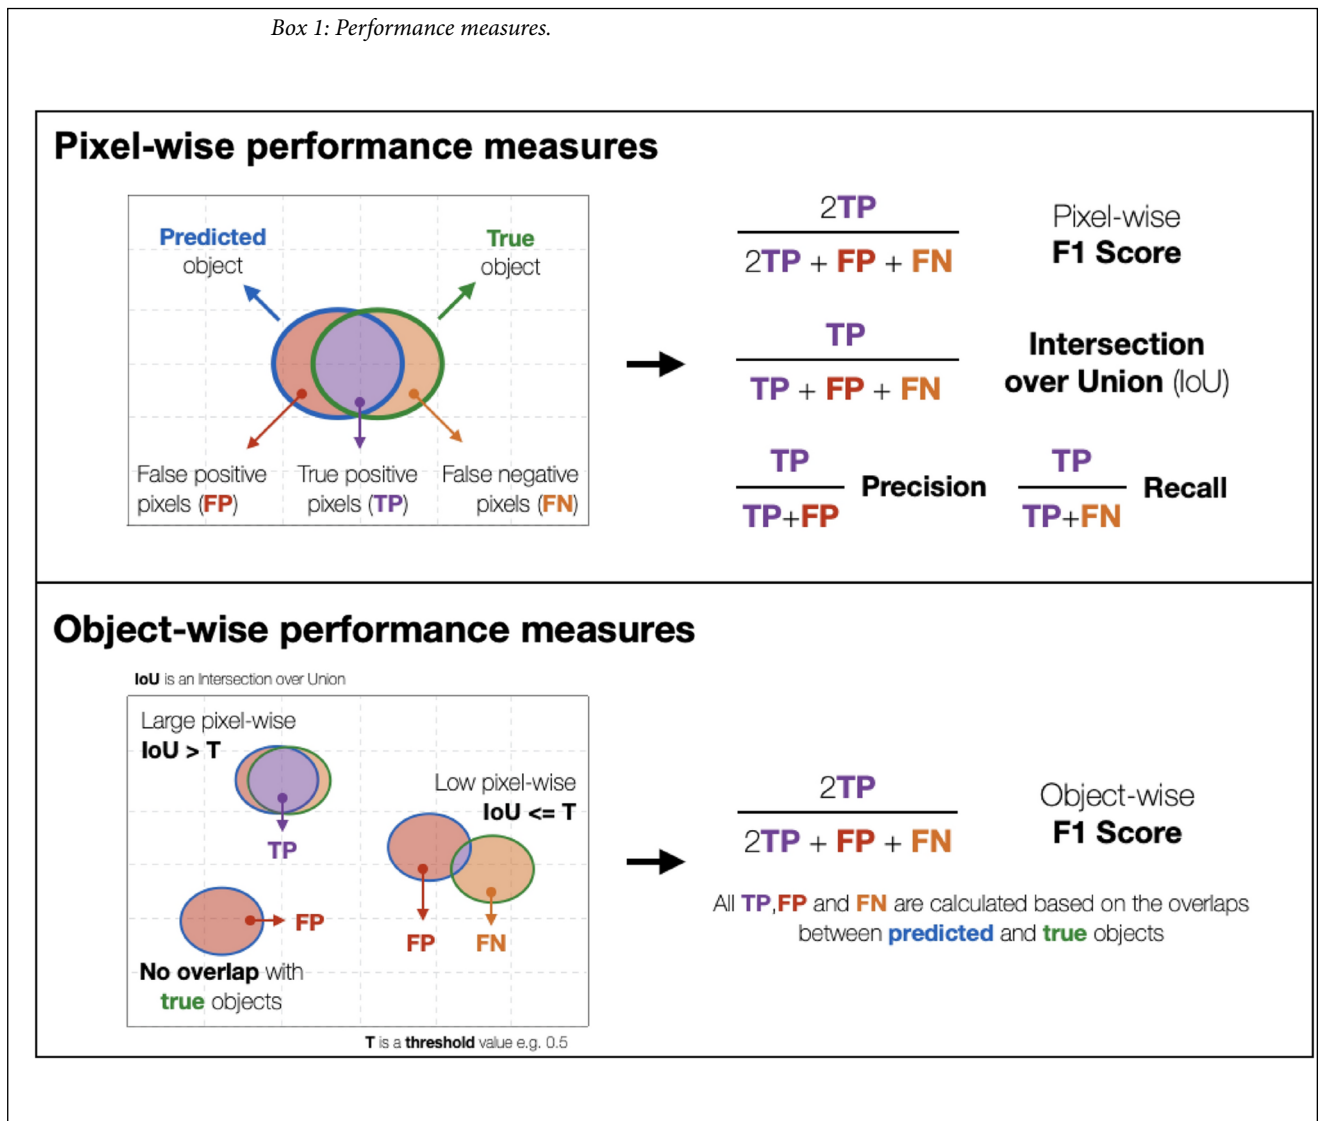 Box 1: Performance measures.
Pixel-wise performance measures
Predicted
object
True
object
False positive
pixels (FP)
True positive
pixels (TP)
False negative
pixels (FN)
2TP
2TP + FP + FN
Pixel-wise
F1 Score
TP
TP + FP + FN
Intersection
over Union (IoU)
TP
TP+FP
Precision
TP
TP+FN
Recall
Object-wise performance measures
IoU is an Intersection over Union
Large pixel-wise
IoU > T
TP
Low pixel-wise
IoU <= T
FP
FN
FP
No overlap with
true objects
T is a threshold value e.g. 0.5
2TP
2TP + FP + FN
Object-wise
F1 Score
All TP,FP and FN are calculated based on the overlaps
between predicted and true objects